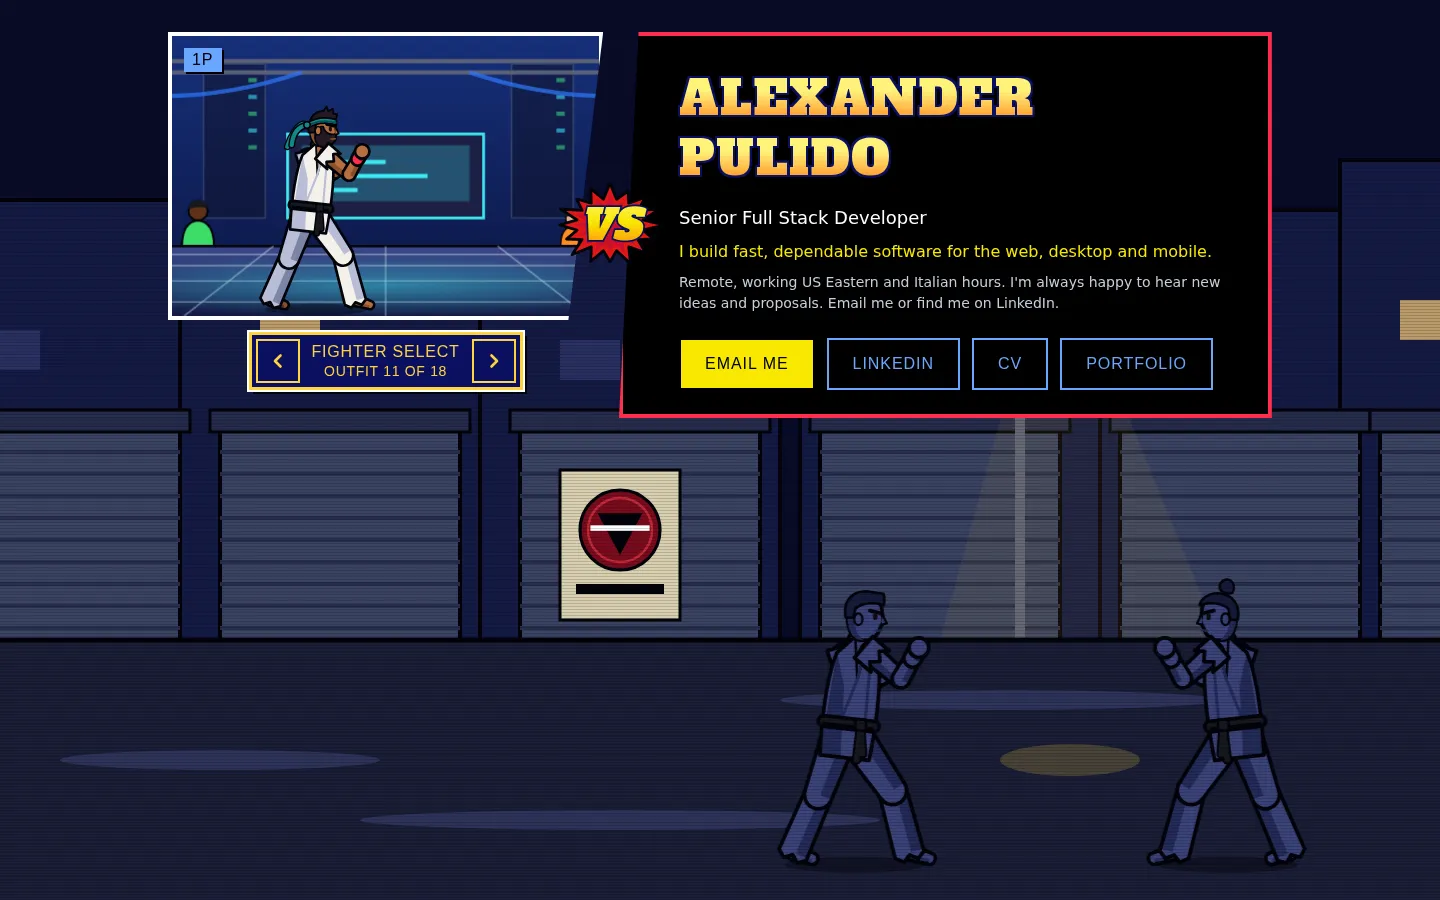 1P
ALEXANDER
PULIDO
VS
Senior Full Stack Developer
I build fast, dependable software for the web, desktop and mobile.
Remote, working US Eastern and Italian hours. I'm always happy to hear new
ideas and proposals. Email me or find me on LinkedIn.
FIGHTER SELECT
OUTFIT 11 OF 18
EMAIL ME
LINKEDIN
CV
PORTFOLIO